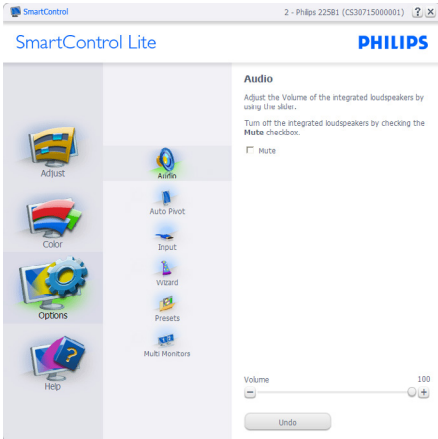 SmartControl
2 - Philips 225B1 (CS30715000001)
SmartControl Lite
PHILIPS
Adjust
Color
Options
Help
Audio
Auto Pivot
Input
Wizard
Presets
Multi Monitors
Audio
Adjust the Volume of the integrated loudspeakers by
using the slider.
Turn off the integrated loudspeakers by checking the
Mute checkbox.
Mute
Volume 100
Undo